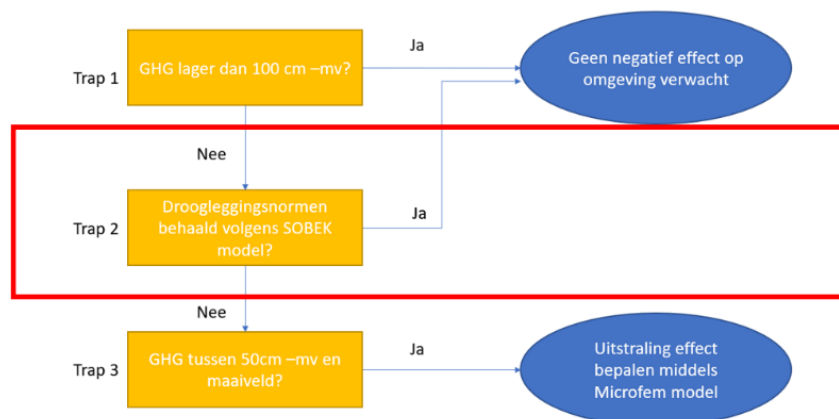 Trap 1
GHG lager dan 100 cm –mv?
Ja
Geen negatief effect op
omgeving verwacht
Nee
Trap 2
Droogleggingsnormen
behaald volgens SOBEK
model?
Ja
Nee
Trap 3
GHG tussen 50cm –mv en
maaiveld?
Ja
Uitstraling effect
bepalen middels
Microfem model